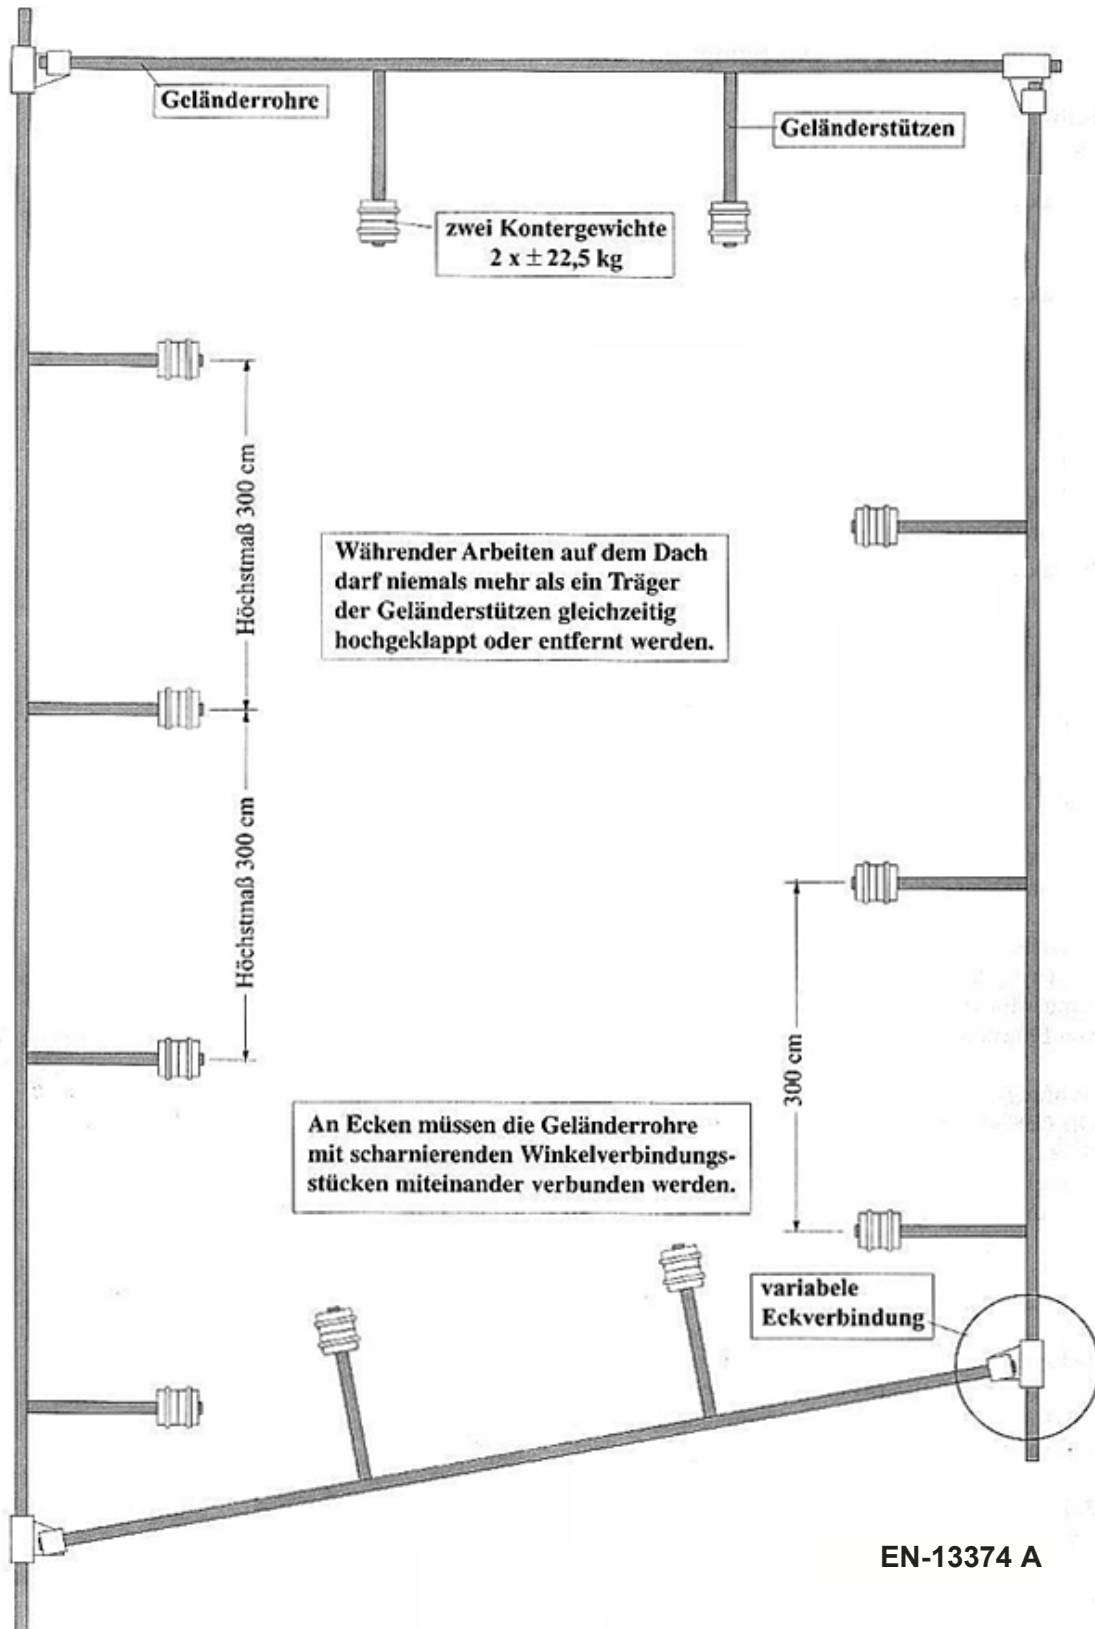 Geländerrohre
Geländerstützen
zwei Kontergewichte
2 x ± 22,5 kg
Höchstmaß 300 cm
Währender Arbeiten auf dem Dach
darf niemals mehr als ein Träger
der Geländerstützen gleichzeitig
hochgeklappt oder entfernt werden.
Höchstmaß 300 cm
300 cm
An Ecken müssen die Geländerrohre
mit scharnierenden Winkelverbindungs-
stücken miteinander verbunden werden.
variabele
Eckverbindung
EN-13374 A